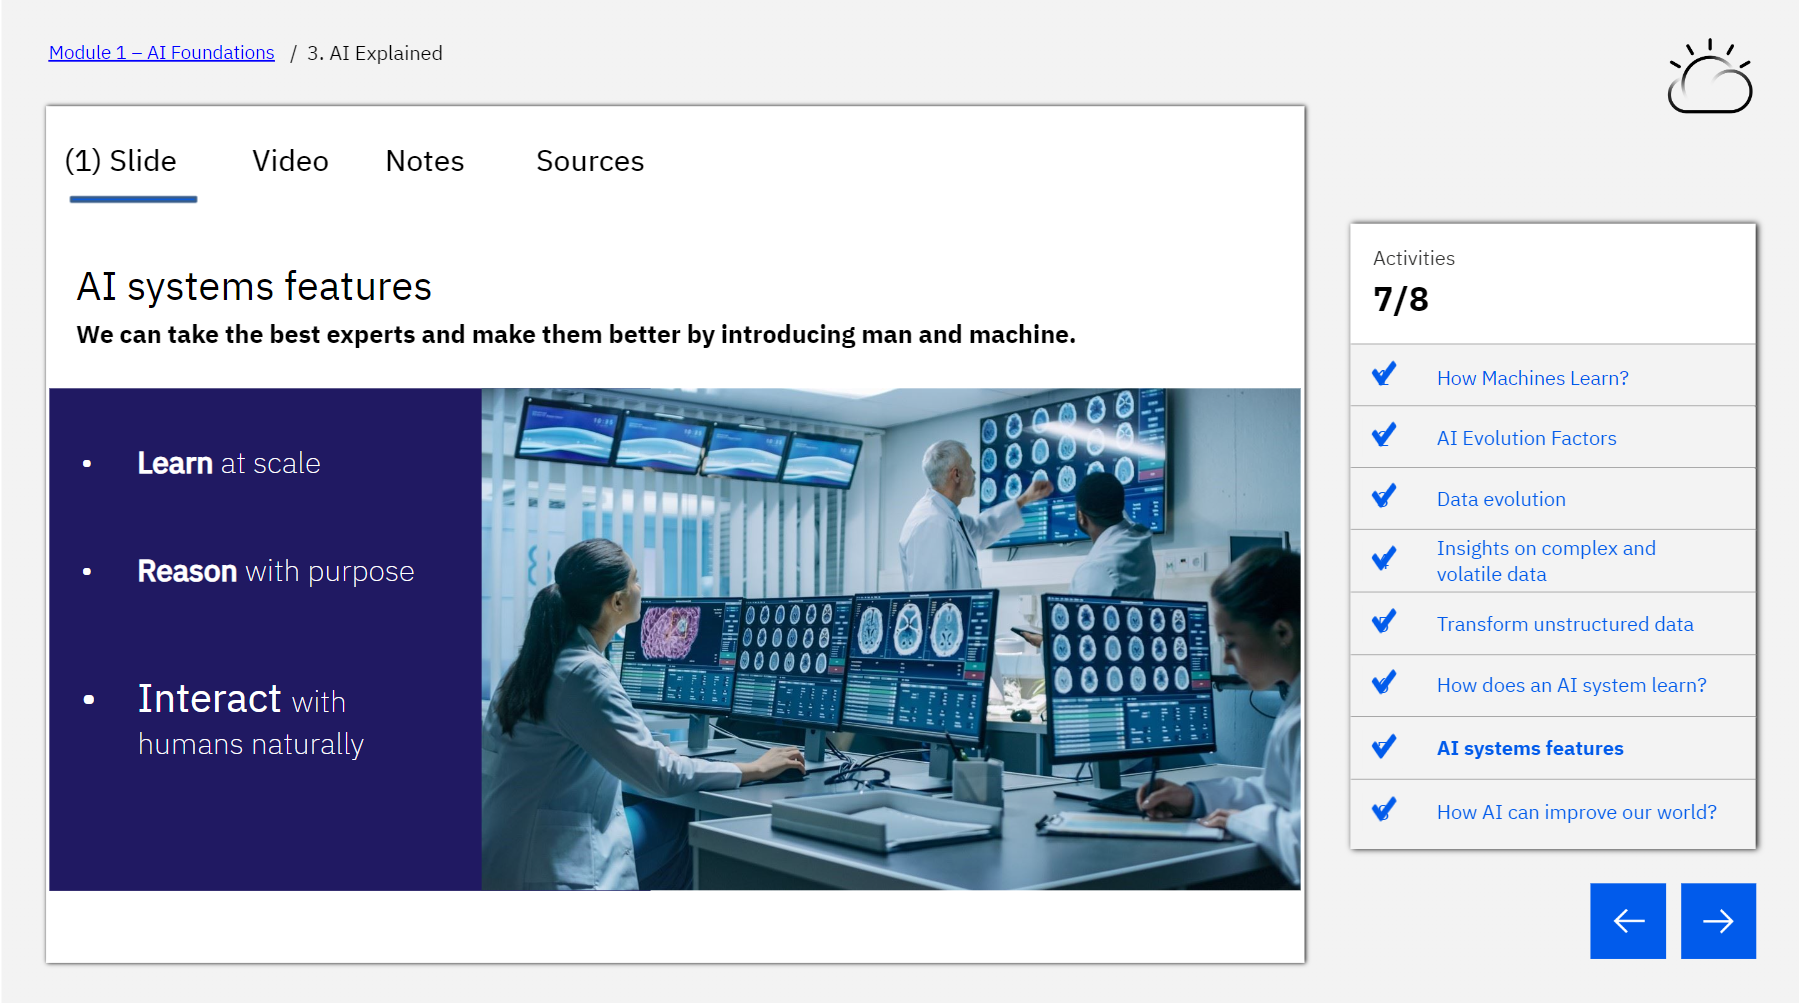 Module 1 – AI Foundations / 3. AI Explained
(1) Slide Video Notes Sources
AI systems features
We can take the best experts and make them better by introducing man and machine.
• Learn at scale
• Reason with purpose
• Interact with
humans naturally
Activities
7/8
How Machines Learn?
AI Evolution Factors
Data evolution
Insights on complex and
volatile data
Transform unstructured data
How does an AI system learn?
AI systems features
How AI can improve our world?